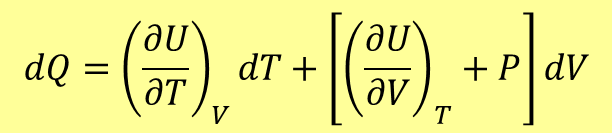 dQ = (∂U/∂T)_V dT + [(∂U/∂V)_T + P] dV